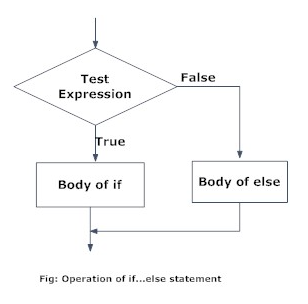 Test
Expression
False
True
Body of if
Body of else
Fig: Operation of if...else statement